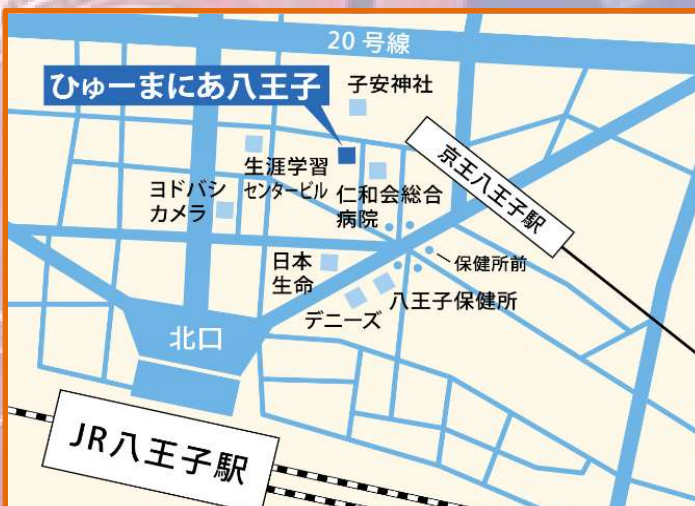 20号線
ひゅーまにあ八王子
子安神社
京王八王子駅
生涯学習
センタービル
仁和会総合
病院
ヨドバシ
カメラ
日本
生命
保健所前
八王子保健所
デニーズ
北口
JR八王子駅